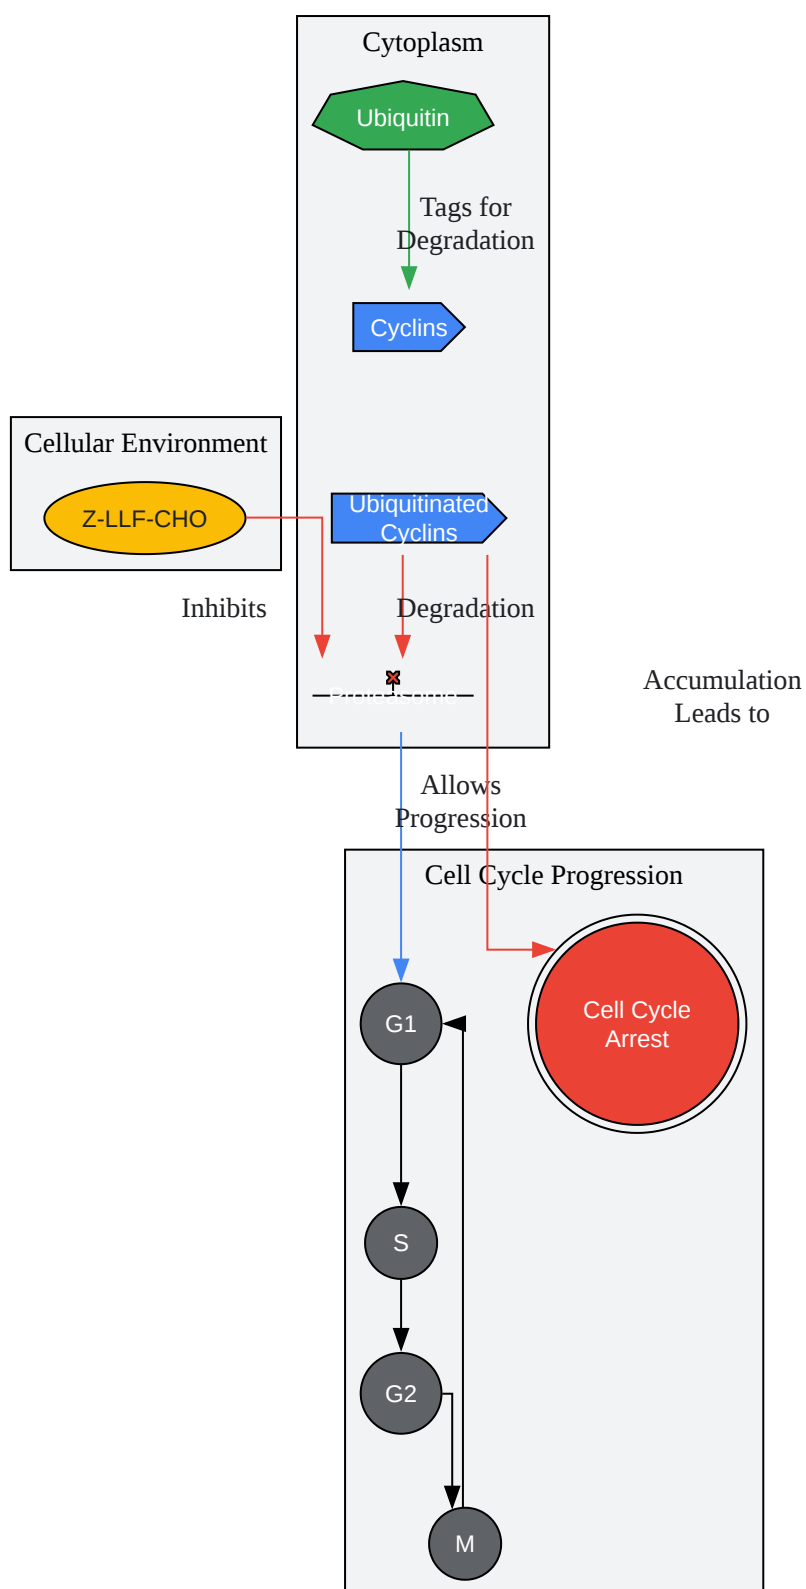 Cytoplasm
Ubiquitin
Tags for
Degradation
Cyclins
Cellular Environment
Z-LLF-CHO
Ubiquitinated
Cyclins
Inhibits
Degradation
Proteasome
Accumulation
Leads to
Allows
Progression
Cell Cycle Progression
G1
Cell Cycle
Arrest
S
G2
M